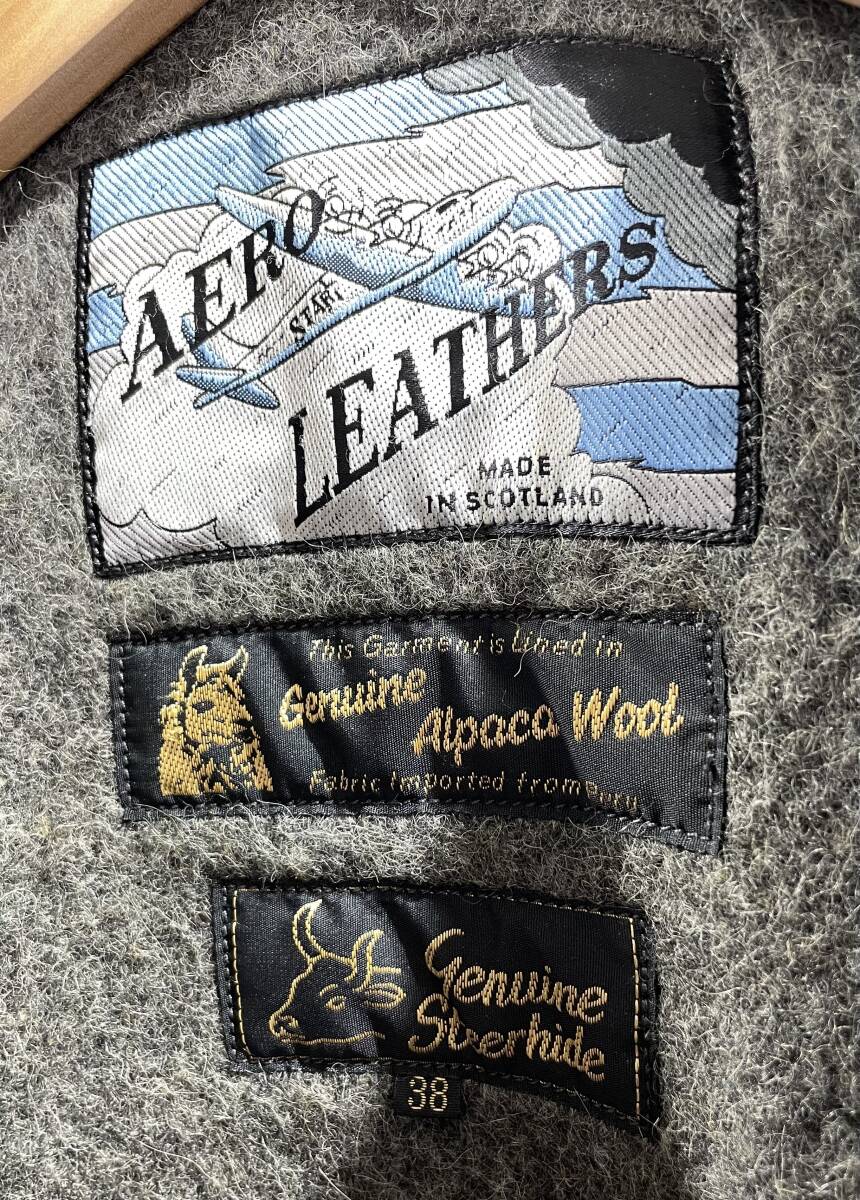 AERO
START
LEATHERS
MADE
IN SCOTLAND
This Garment is Lined in
Genuine
Alpaca Wool
Fabric Imported from Peru
Genuine
Steerhide
38